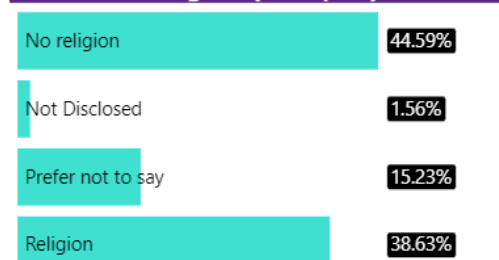 No religion 44.59%
Not Disclosed 1.56%
Prefer not to say 15.23%
Religion 38.63%